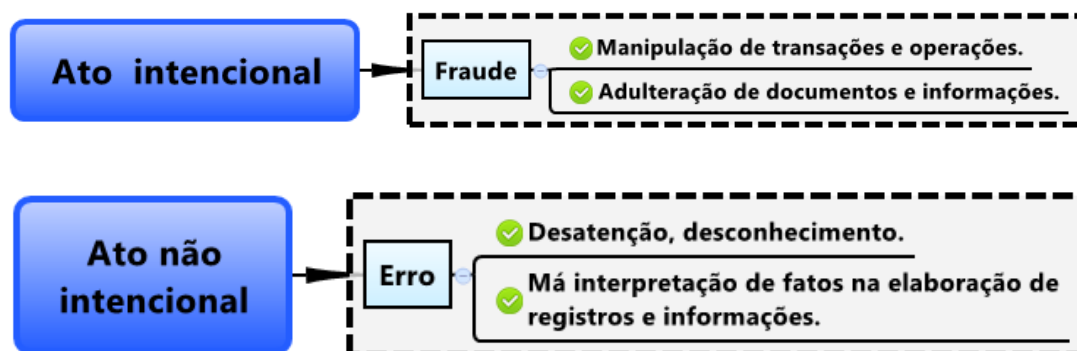 Ato intencional
Fraude
Manipulação de transações e operações.
Adulteração de documentos e informações.
Ato não
intencional
Erro
Desatenção, desconhecimento.
Má interpretação de fatos na elaboração de
registros e informações.